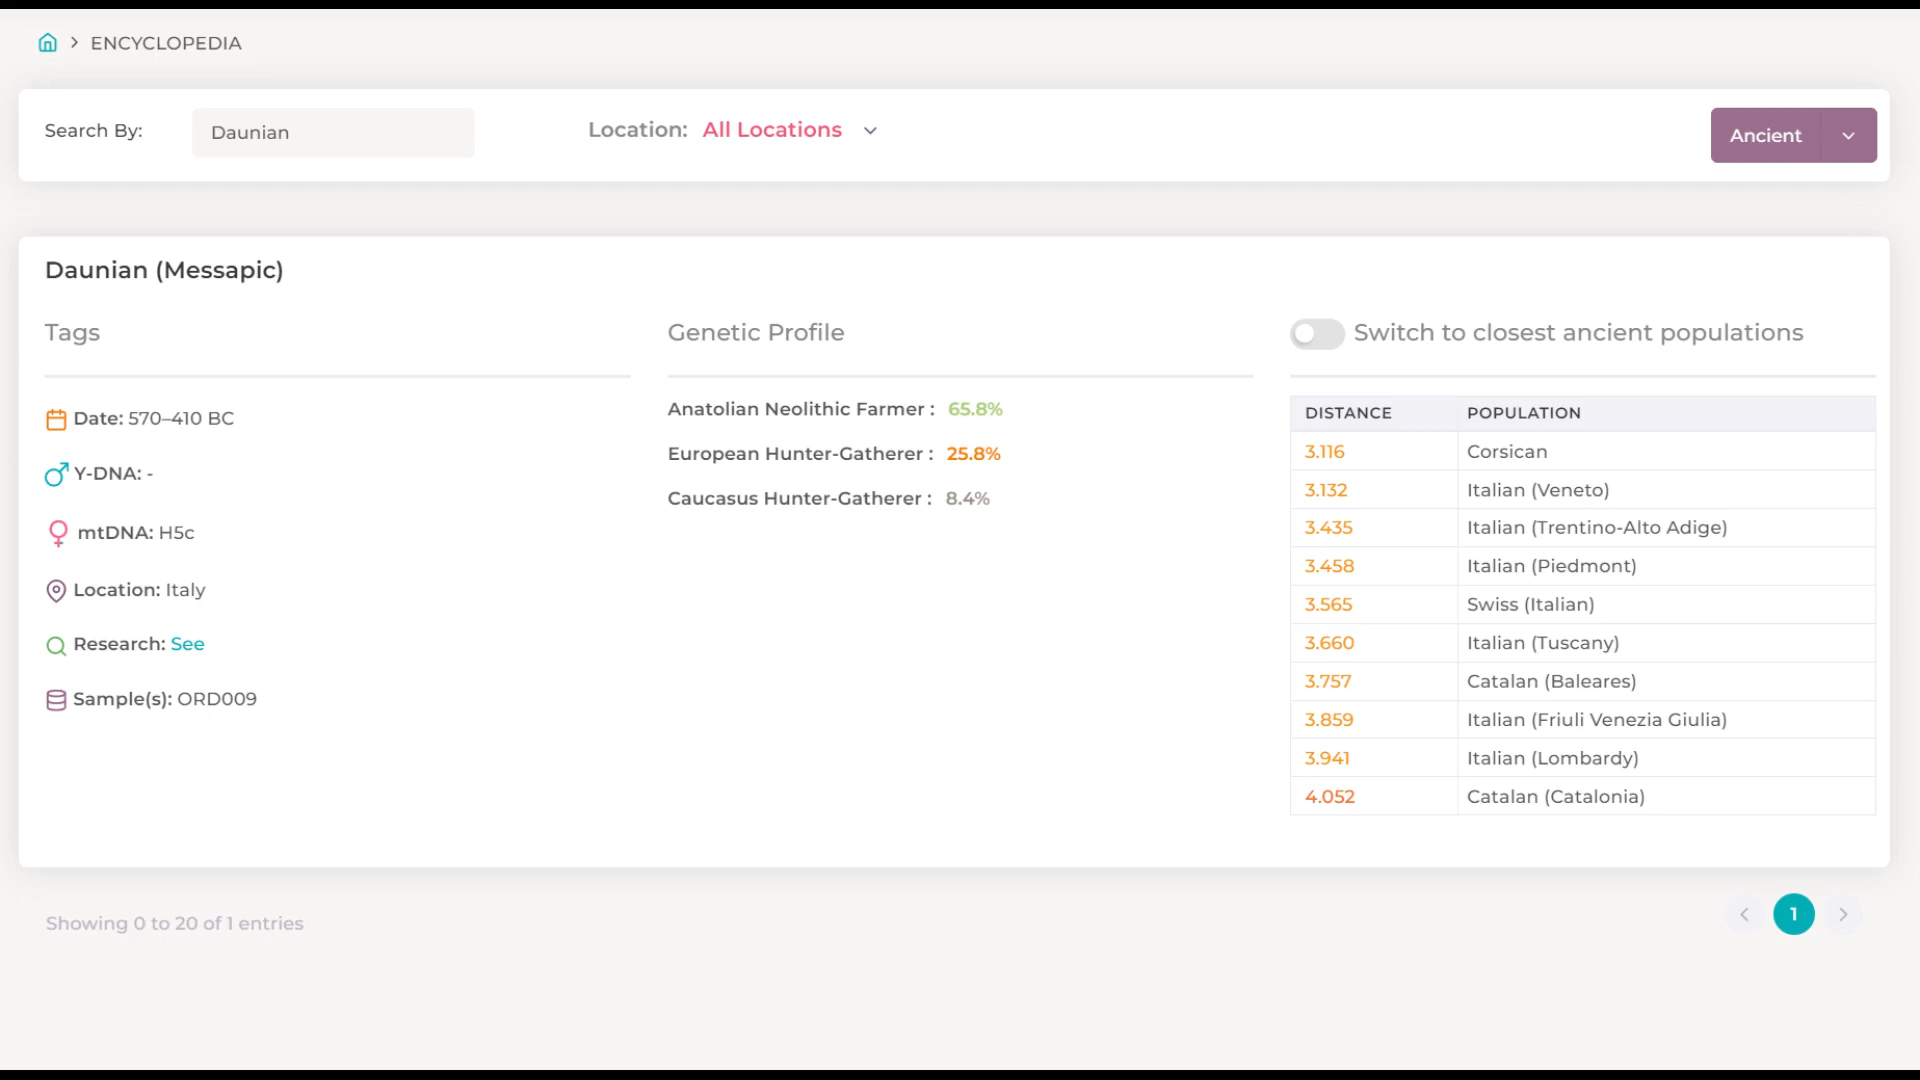 ENCYCLOPEDIA
Search By: Daunian Location: All Locations Ancient
Daunian (Messapic)
Tags
Date: 570–410 BC
Y-DNA: -
mtDNA: H5c
Location: Italy
Research: See
Sample(s): ORD009
Genetic Profile
Anatolian Neolithic Farmer : 65.8%
European Hunter-Gatherer : 25.8%
Caucasus Hunter-Gatherer : 8.4%
Switch to closest ancient populations
DISTANCE POPULATION
3.116 Corsican
3.132 Italian (Veneto)
3.435 Italian (Trentino-Alto Adige)
3.458 Italian (Piedmont)
3.565 Swiss (Italian)
3.660 Italian (Tuscany)
3.757 Catalan (Baleares)
3.859 Italian (Friuli Venezia Giulia)
3.941 Italian (Lombardy)
4.052 Catalan (Catalonia)
Showing 0 to 20 of 1 entries
1